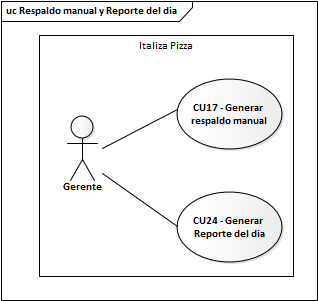 uc Respaldo manual y Reporte del dia
Italiza Pizza
CU17 - Generar
respaldo manual
Gerente
CU24 - Generar
Reporte del dia